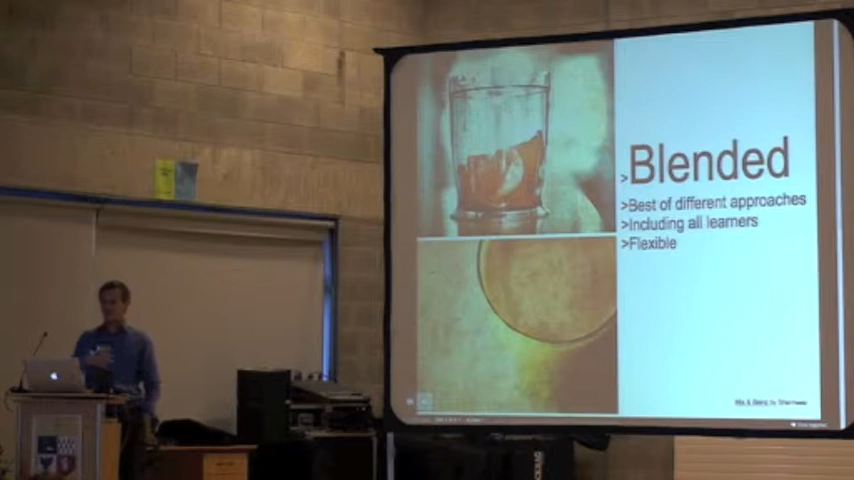 >Blended
>Best of different approaches
>Including all learners
>Flexible